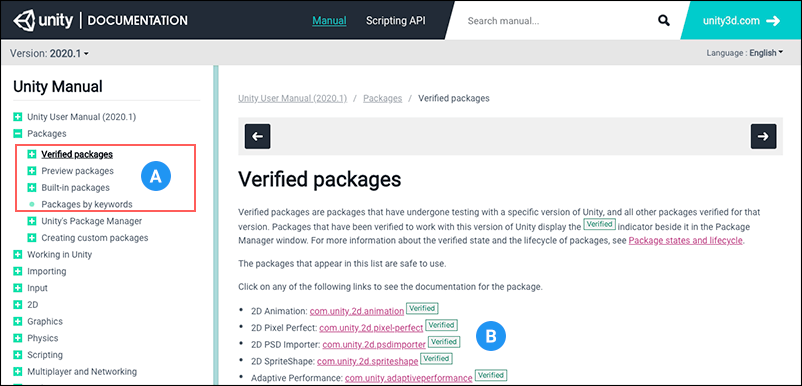 unity | DOCUMENTATION
Manual
Scripting API
Search manual...
unity3d.com
Version: 2020.1
Language : English
Unity Manual
Unity User Manual (2020.1)
Packages
Verified packages
Preview packages
Built-in packages
Packages by keywords
Unity's Package Manager
Creating custom packages
Working in Unity
Importing
Input
2D
Graphics
Physics
Scripting
Multiplayer and Networking
A
Unity User Manual (2020.1) / Packages / Verified packages
Verified packages
Verified packages are packages that have undergone testing with a specific version of Unity, and all other packages verified for that
version. Packages that have been verified to work with this version of Unity display the Verified indicator beside it in the Package
Manager window. For more information about the verified state and the lifecycle of packages, see Package states and lifecycle.
The packages that appear in this list are safe to use.
Click on any of the following links to see the documentation for the package.
• 2D Animation: com.unity.2d.animation Verified
• 2D Pixel Perfect: com.unity.2d.pixel-perfect Verified
• 2D PSD Importer: com.unity.2d.psdimporter Verified
• 2D SpriteShape: com.unity.2d.spriteshape Verified
• Adaptive Performance: com.unity.adaptiveperformance Verified
B